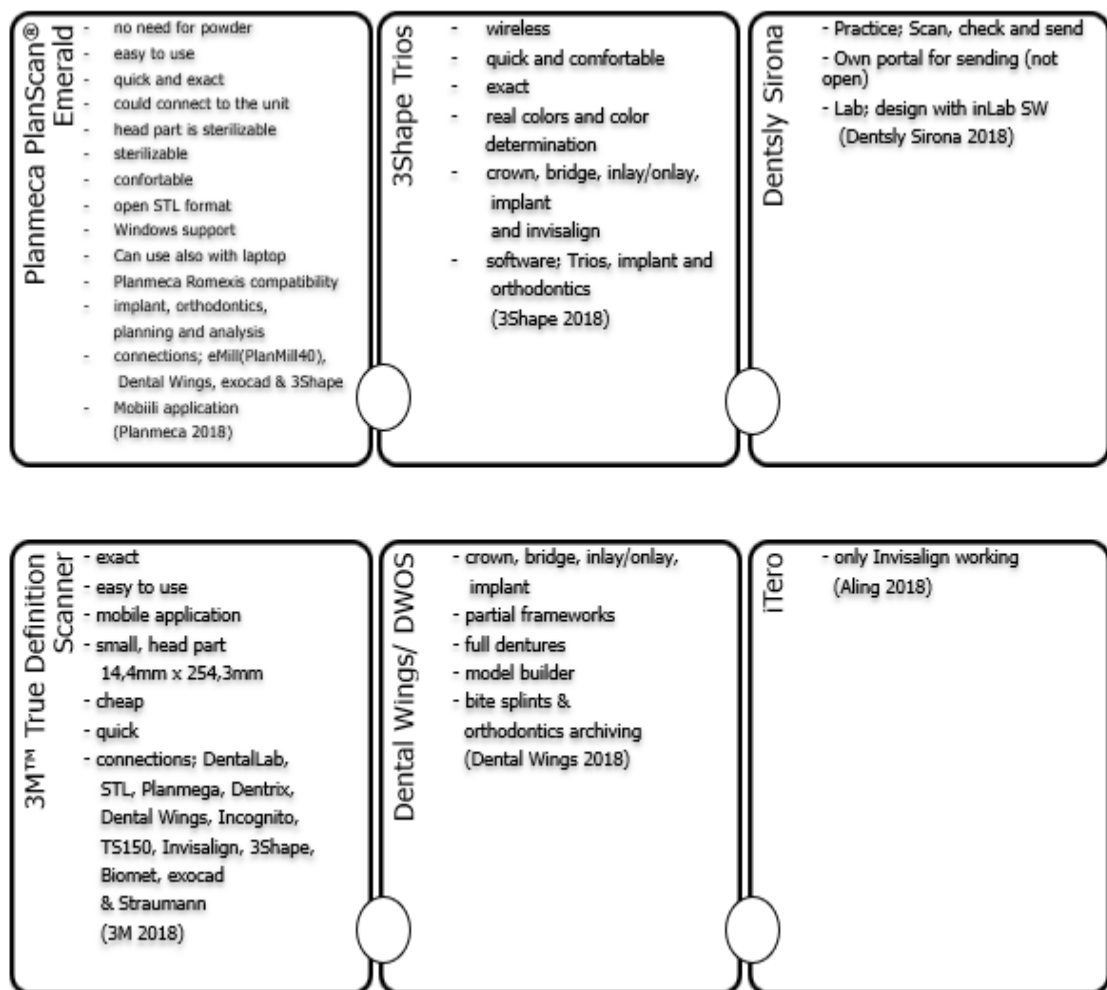 Planmeca PlanScan®
Emerald
- no need for powder
- easy to use
- quick and exact
- could connect to the unit
- head part is sterilizable
- sterilizable
- confortable
- open STL format
- Windows support
- Can use also with laptop
- Planmeca Romexis compatibility
- implant, orthodontics,
planning and analysis
- connections; eMill(PlanMill40),
Dental Wings, exocad & 3Shape
- Mobiili application
(Planmeca 2018)
3Shape Trios
- wireless
- quick and comfortable
- exact
- real colors and color
determination
- crown, bridge, inlay/onlay,
implant
and invisalign
- software; Trios, implant and
orthodontics
(3Shape 2018)
Dentsly Sirona
- Practice; Scan, check and send
- Own portal for sending (not
open)
- Lab; design with inLab SW
(Dentsly Sirona 2018)
3M™ True Definition
Scanner
- exact
- easy to use
- mobile application
- small, head part
14,4mm x 254,3mm
- cheap
- quick
- connections; DentalLab,
STL, Planmega, Dentrix,
Dental Wings, Incognito,
TS150, Invisalign, 3Shape,
Biomet, exocad
& Straumann
(3M 2018)
Dental Wings/ DWOS
- crown, bridge, inlay/onlay,
implant
- partial frameworks
- full dentures
- model builder
- bite splints &
orthodontics archiving
(Dental Wings 2018)
iTero
- only Invisalign working
(Aling 2018)